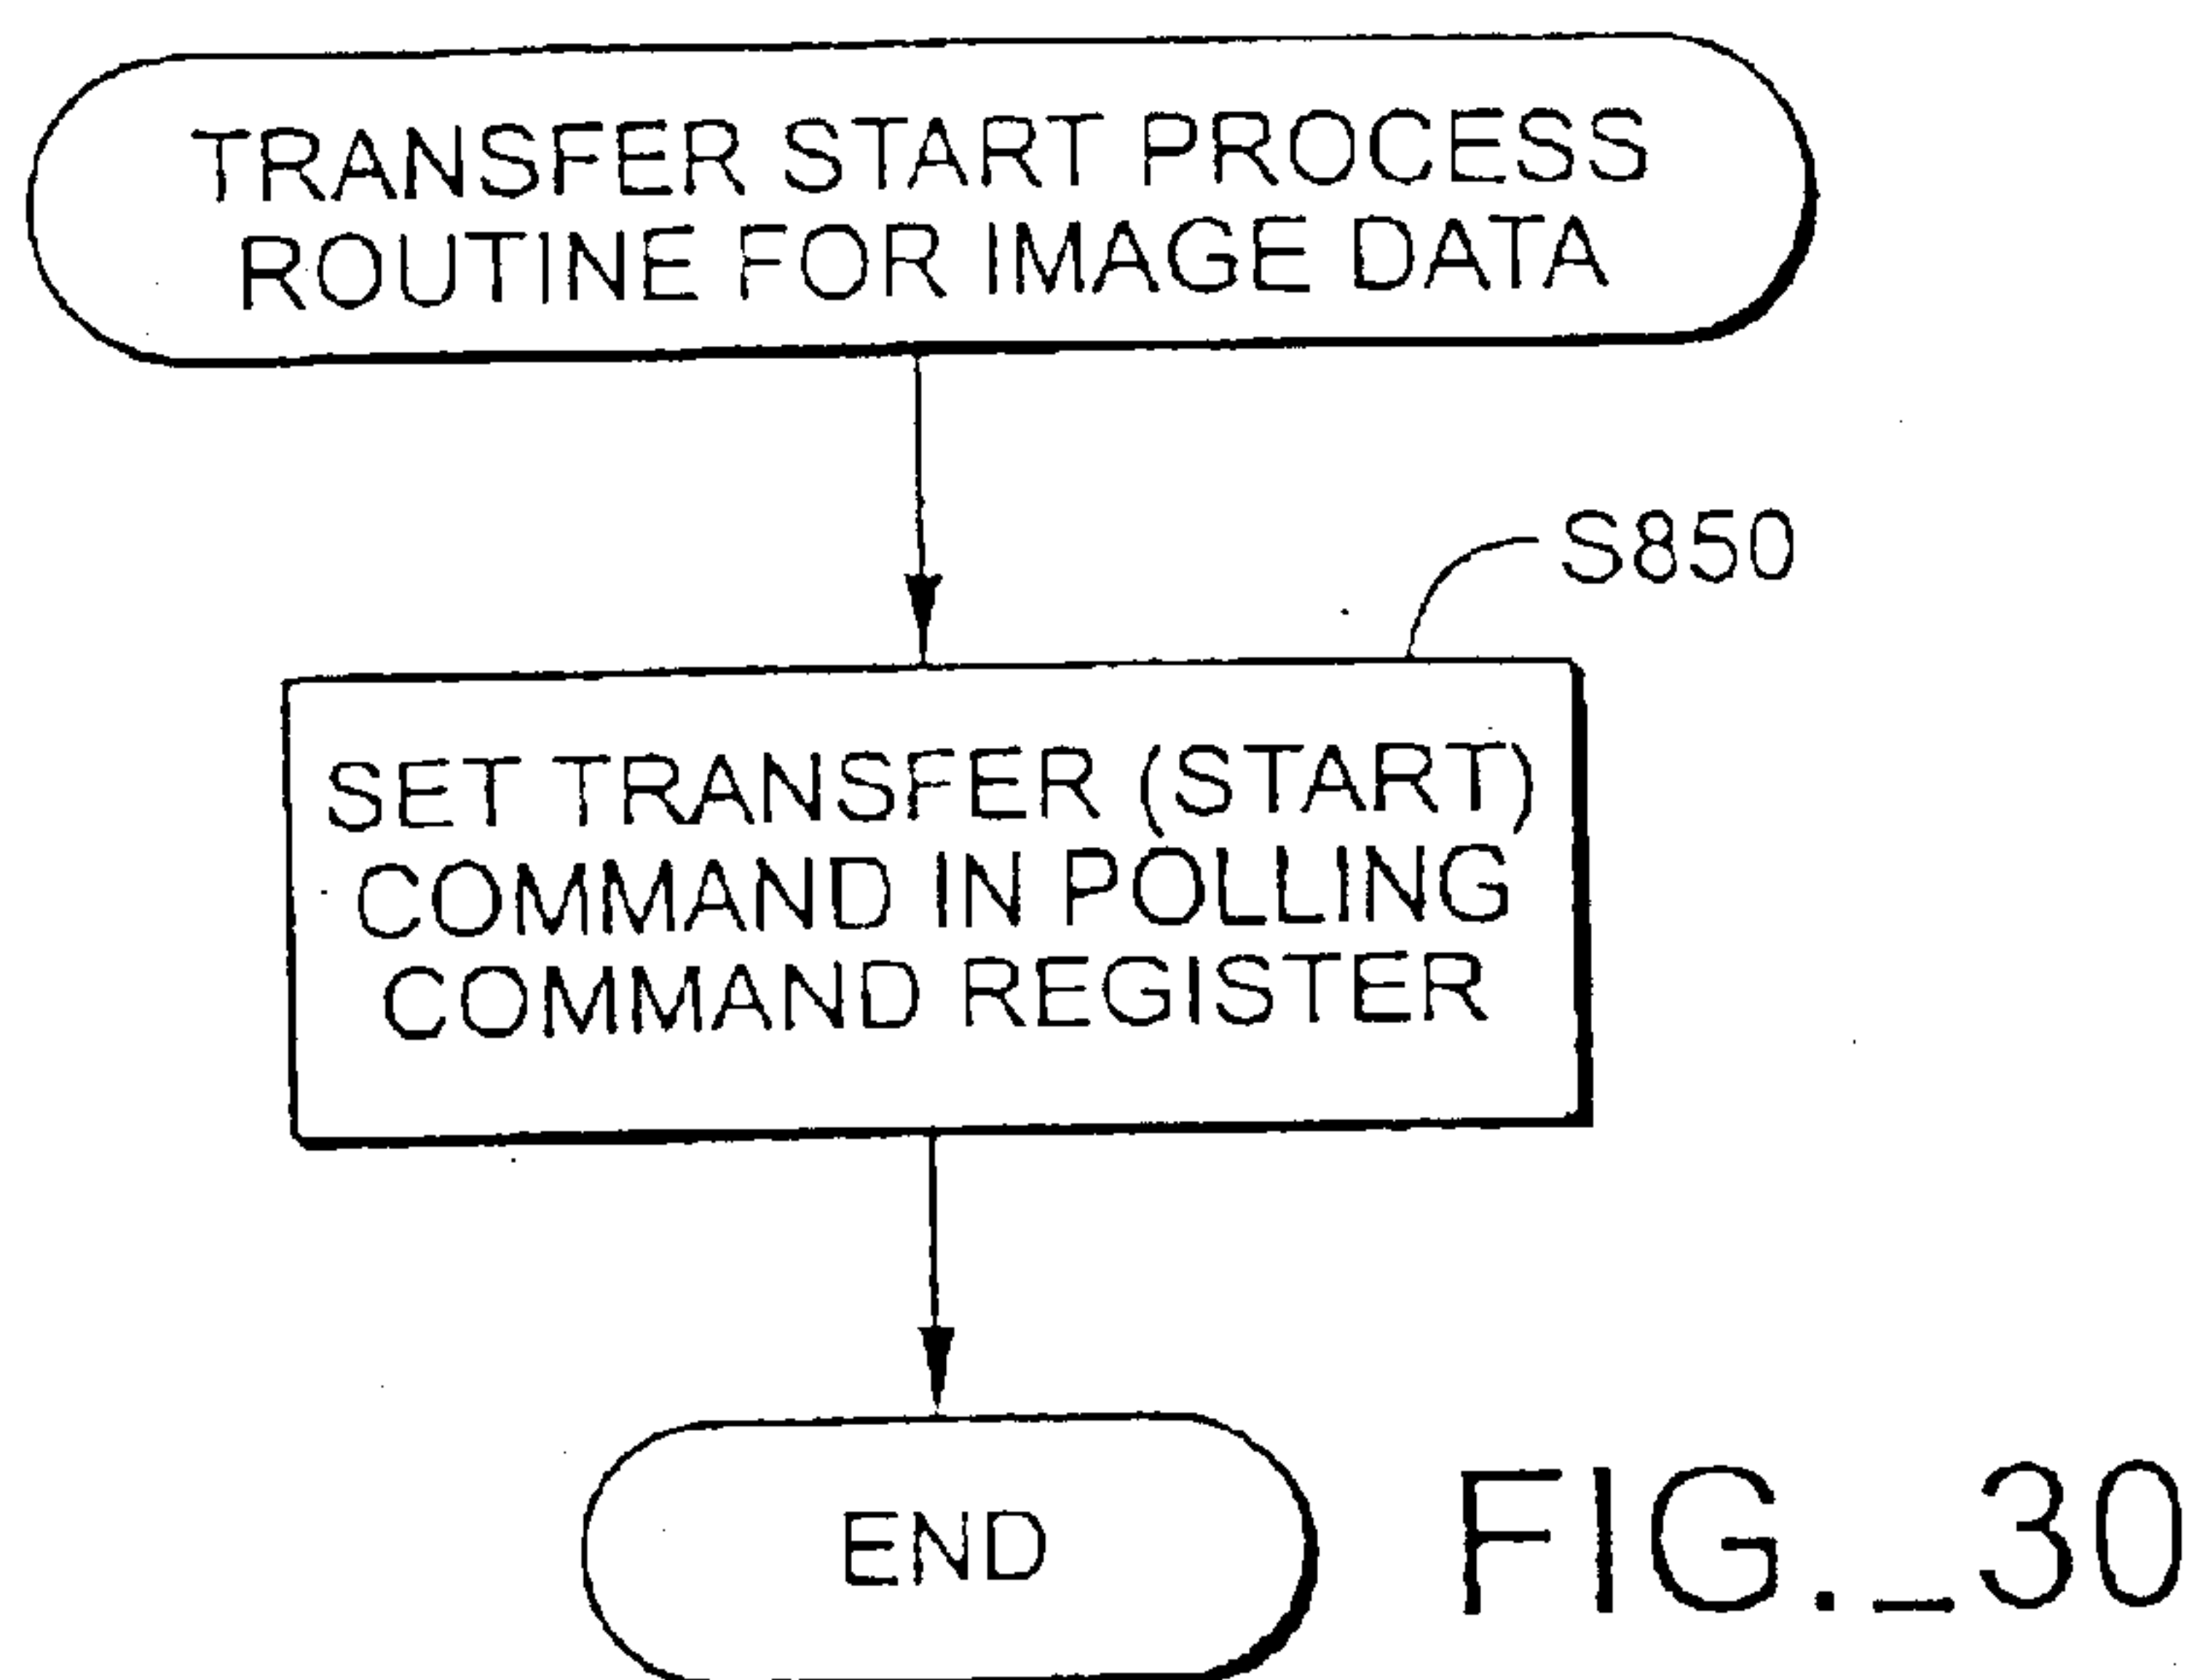 TRANSFER START PROCESS
ROUTINE FOR IMAGE DATA
S850
SET TRANSFER (START)
COMMAND IN POLLING
COMMAND REGISTER
END
FIG._30